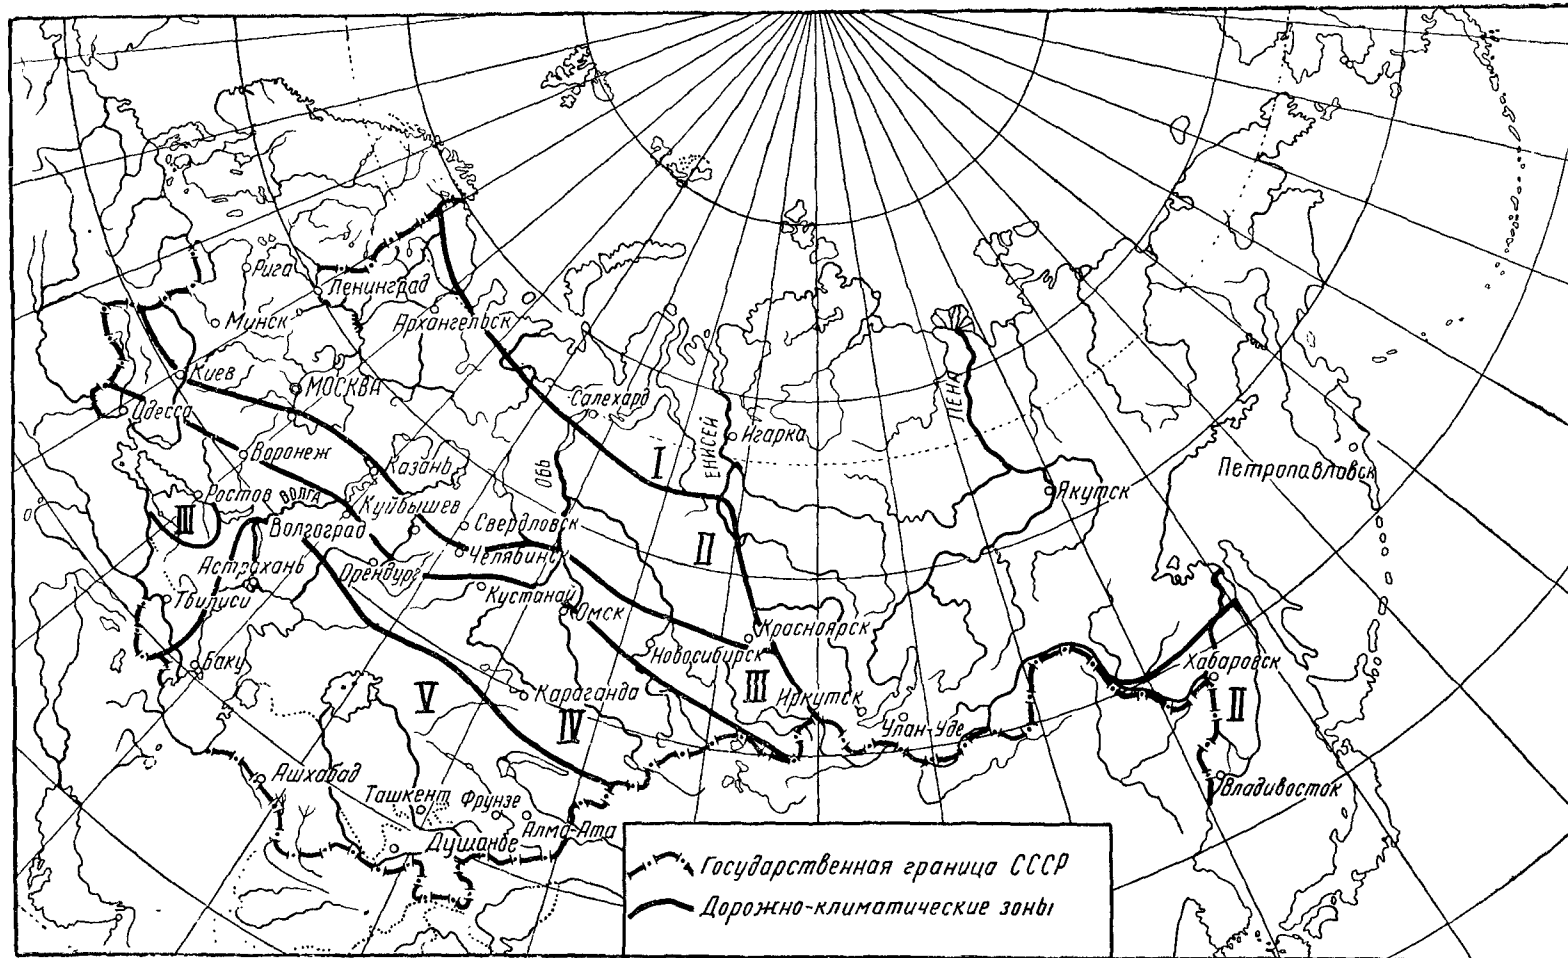 Рига
Ленинград
Минск
Архангельск
Киев
МОСКВА
Салехард
ЕНИСЕЙ
Игарка
ЛЕНА
Одесса
Воронеж
Казань
ОБЬ
I
Петропавловск
Якутск
Ростов
ВОЛГА
Куйбышев
III
Волгоград
Свердловск
II
Челябинск
Астрахань
Оренбург
Тбилиси
Кустанай
Омск
Красноярск
Новосибирск
Баку
Хабаровск
Караганда
III
Иркутск
V
IV
Улан-Уде
II
Ашхабад
Ташкент
Фрунзе
Алма-Ата
Душанбе
Владивосток
Государственная граница СССР
Дорожно-климатические зоны